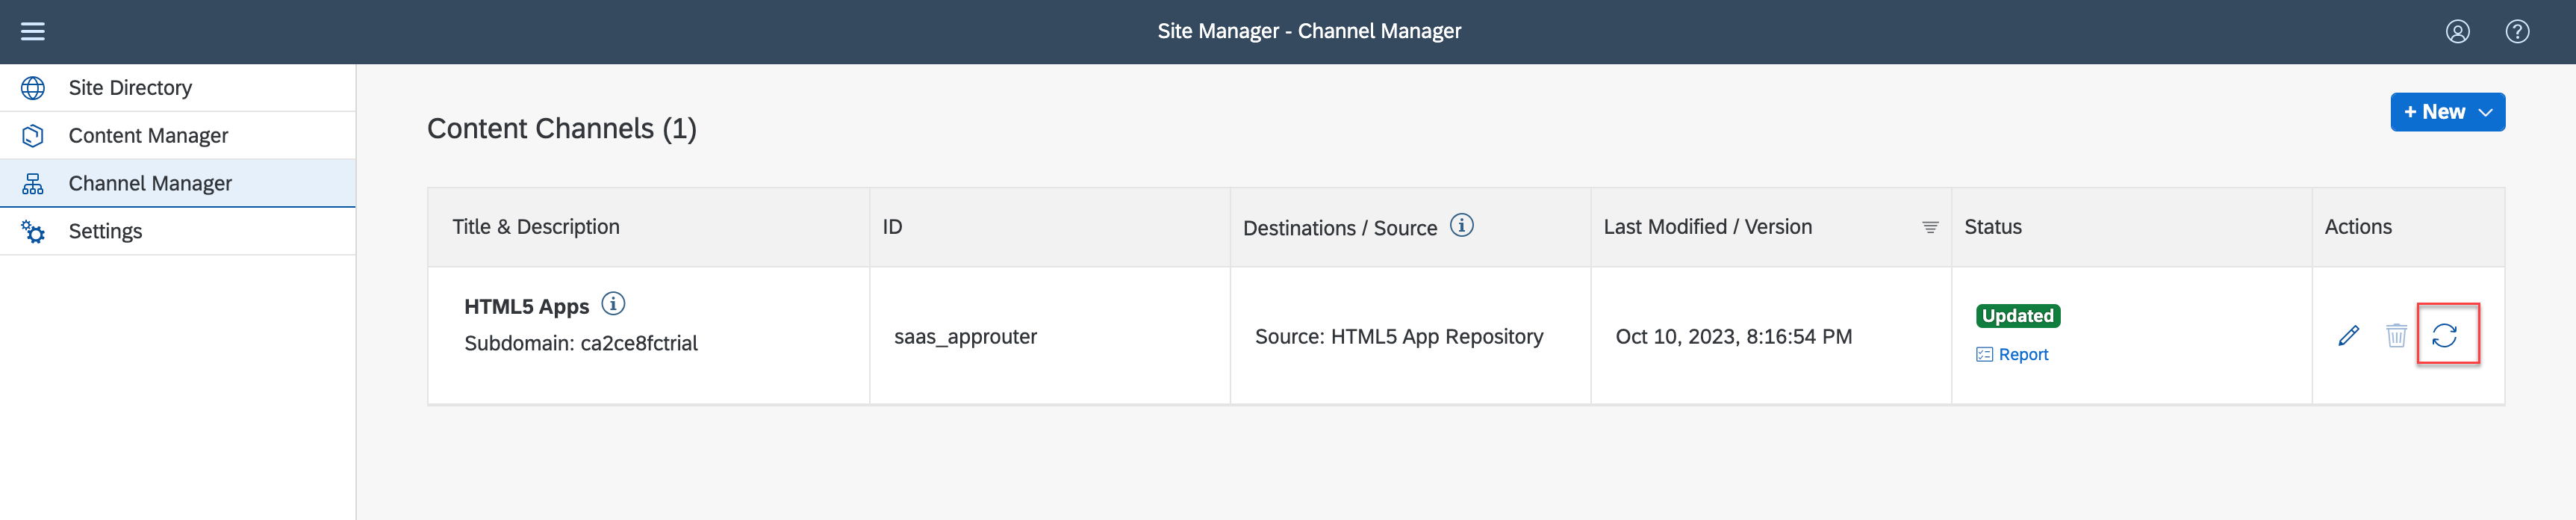 Site Manager - Channel Manager
Site Directory
Content Manager
Channel Manager
Settings
Content Channels (1)
+ New
Title & Description
ID
Destinations / Source
Last Modified / Version
Status
Actions
HTML5 Apps
Subdomain: ca2ce8fctrial
saas_approuter
Source: HTML5 App Repository
Oct 10, 2023, 8:16:54 PM
Updated
Report